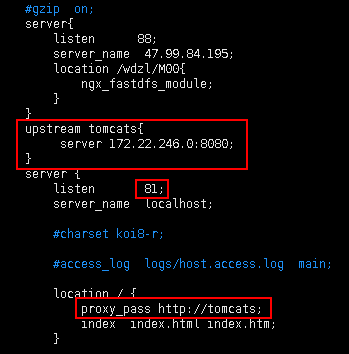 #gzip  on;
server{
listen       88;
server_name  47.99.84.195;
location /wdzl/M00{
ngx_fastdfs_module;
}
}
upstream tomcats{
server 172.22.246.0:8080;
}
server {
listen       81;
server_name  localhost;
#charset koi8-r;
#access_log  logs/host.access.log  main;
location / {
proxy_pass http://tomcats;
index  index.html index.htm;
}